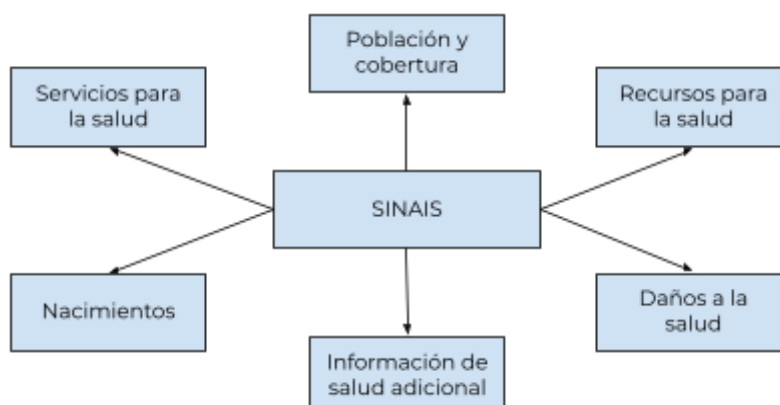 Población y
cobertura
Servicios para
la salud
Recursos para
la salud
SINAIS
Nacimientos
Daños a la
salud
Información de
salud adicional